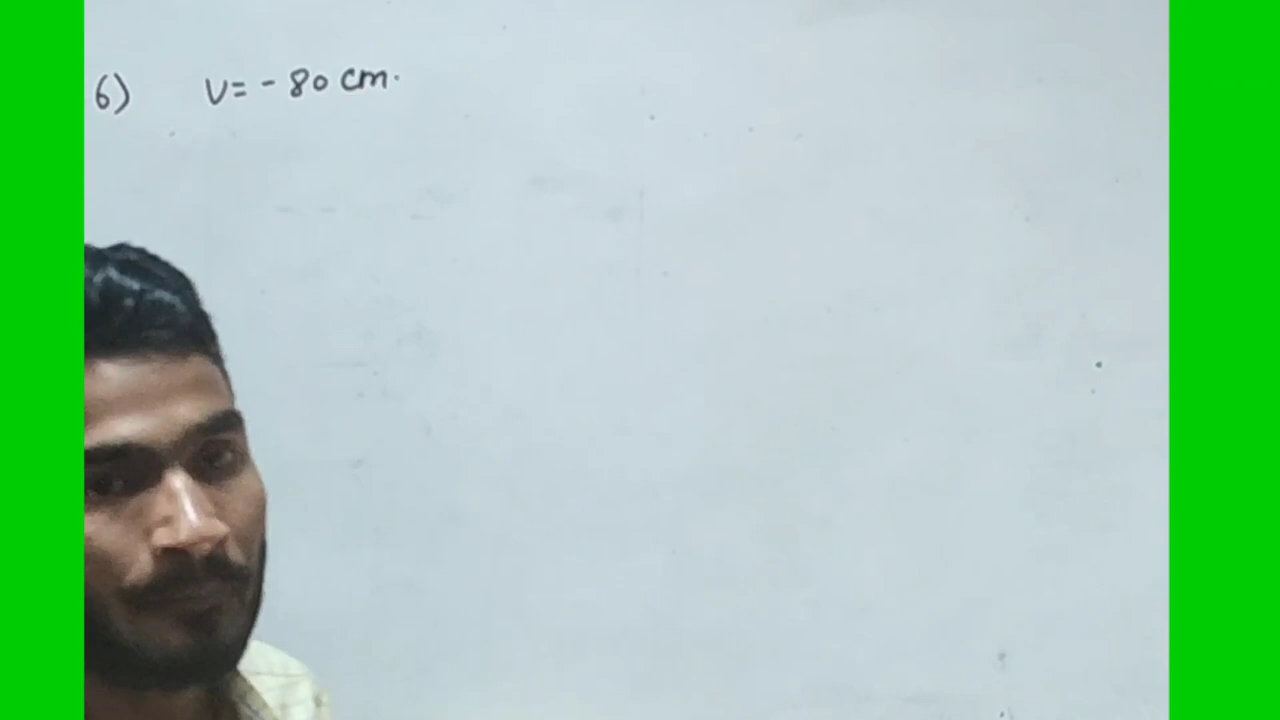 6) v = - 80 cm.